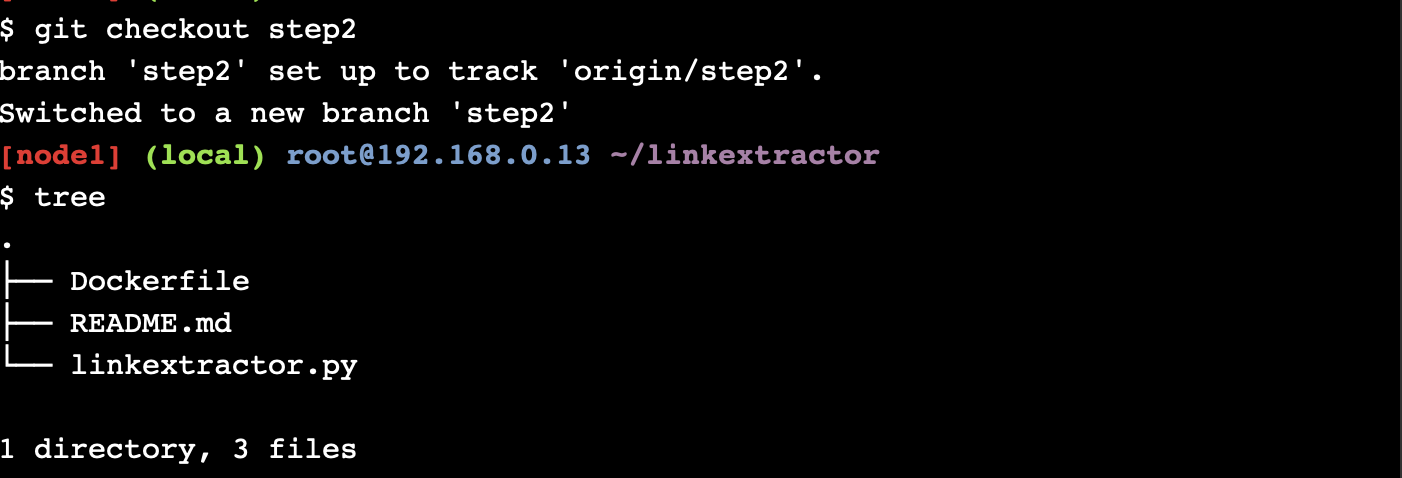 $ git checkout step2
branch 'step2' set up to track 'origin/step2'.
Switched to a new branch 'step2'
[node1] (local) root@192.168.0.13 ~/linkextractor
$ tree
.
├── Dockerfile
├── README.md
└── linkextractor.py
1 directory, 3 files